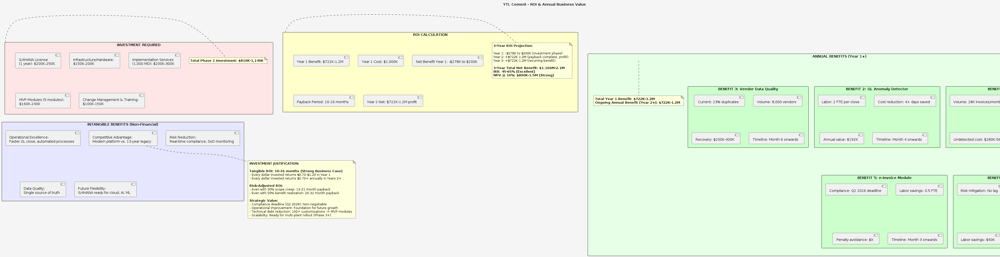 YTL Cement - ROI & Annual Business Value
INVESTMENT REQUIRED
S/4HANA License
(1 year): $200K-250K
Infrastructure/Hardware:
$150K-200K
Implementation Services
(1,000 MD): $200K-300K
Total Phase 1 Investment: $810K-1,140K
MVP Modules (5 modules):
$160K-240K
Change Management & Training:
$100K-150K
ROI CALCULATION
Year 1 Benefit: $722K-1.2M
Year 1 Cost: $1,000K
Net Benefit Year 1: -$278K to $200K
3-Year ROI Projection:
Year 1: -$278K to $200K (investment phase)
Year 2: +$722K-1.2M (payback complete, profit)
Year 3: +$722K-1.2M (recurring benefit)
3-Year Total Net Benefit: $1.166M-2.1M
IRR: 45-65% (Excellent)
NPV @ 10%: $800K-1.5M (Strong)
Payback Period: 10-16 months
Year 2 Net: $722K-1.2M profit
INTANGIBLE BENEFITS (Non-Financial)
Operational Excellence:
Faster GL close, automated processes
Competitive Advantage:
Modern platform vs. 13-year legacy
Risk Reduction:
Real-time compliance, SoD monitoring
Data Quality:
Single source of truth
Future Flexibility:
S/4HANA ready for cloud, AI, ML
INVESTMENT JUSTIFICATION:
Tangible ROI: 10-16 months (Strong Business Case)
- Every dollar invested returns $0.70-$1.20 in Year 1
- Every dollar invested returns $0.70+ annually in Years 2+
Risk-Adjusted ROI:
- Even with 30% scope creep: 13-21 month payback
- Even with 50% benefit realization: 20-32 month payback
Strategic Value:
- Compliance deadline (Q2 2026): Non-negotiable
- Operational improvement: Foundation for future growth
- Technical debt reduction: 100+ customizations -> MVP modules
- Scalability: Ready for multi-plant rollout (Phase 3+)
ANNUAL BENEFITS (Year 1+)
Total Year 1 Benefit: $722K-1.2M
Ongoing Annual Benefit (Year 2+): $722K-1.2M
BENEFIT 3: Vendor Data Quality
Current: 23% duplicates
Volume: 8,000 vendors
Recovery: $200K-400K
Timeline: Month 6 onwards
BENEFIT 2: GL Anomaly Detector
Labor: 2 FTE per close
Cost reduction: 4+ days saved
Annual value: $192K
Timeline: Month 4 onwards
BENEF
Volume: 28K invoices/month
Undetected cost: $280K-56
BENEFIT 5: e-Invoice Module
Compliance: Q2 2026 deadline
Labor savings: 0.5 FTE
Penalty avoidance: $X
Timeline: Month 3 onwards
BENEF
Risk mitigation: No lag
Labor savings: $40K